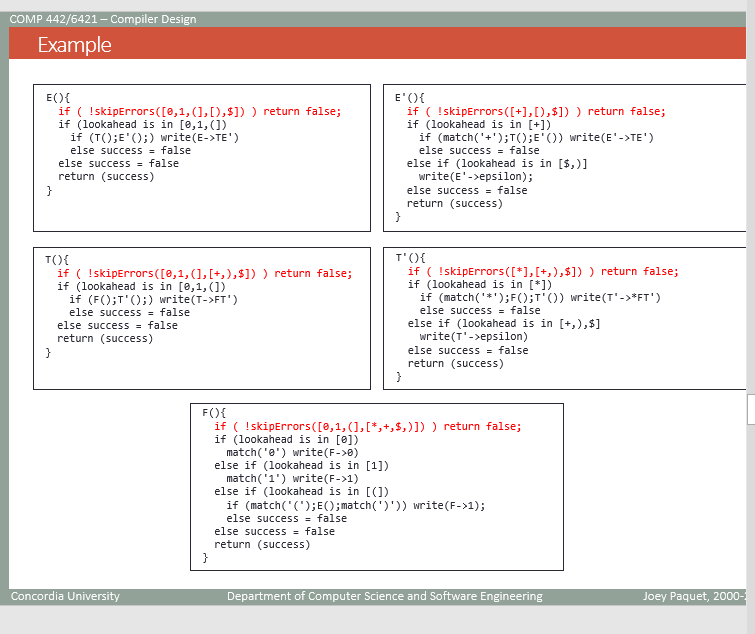 COMP 442/6421 – Compiler Design
Example
E(){
if ( !skipErrors([0,1,(],[),$]) ) return false;
if (lookahead is in [0,1,(])
if (T();E'();) write(E->TE')
else success = false
else success = false
return (success)
}
E'(){
if ( !skipErrors([+],[),$]) ) return false;
if (lookahead is in [+])
if (match('+');T();E'()) write(E'->TE')
else success = false
else if (lookahead is in [$,)]
write(E'->epsilon);
else success = false
return (success)
}
T(){
if ( !skipErrors([0,1,(],[+,),$]) ) return false;
if (lookahead is in [0,1,(])
if (F();T'();) write(T->FT')
else success = false
else success = false
return (success)
}
T'(){
if ( !skipErrors([*],[+,),$]) ) return false;
if (lookahead is in [*])
if (match('*');F();T'()) write(T'->*FT')
else success = false
else if (lookahead is in [+,),$]
write(T'->epsilon)
else success = false
return (success)
}
F(){
if ( !skipErrors([0,1,(],[*,+,$,)]) ) return false;
if (lookahead is in [0])
match('0') write(F->0)
else if (lookahead is in [1])
match('1') write(F->1)
else if (lookahead is in [(])
if (match('(');E();match(')')) write(F->1);
else success = false
else success = false
return (success)
}
Concordia University
Department of Computer Science and Software Engineering
Joey Paquet, 2000-